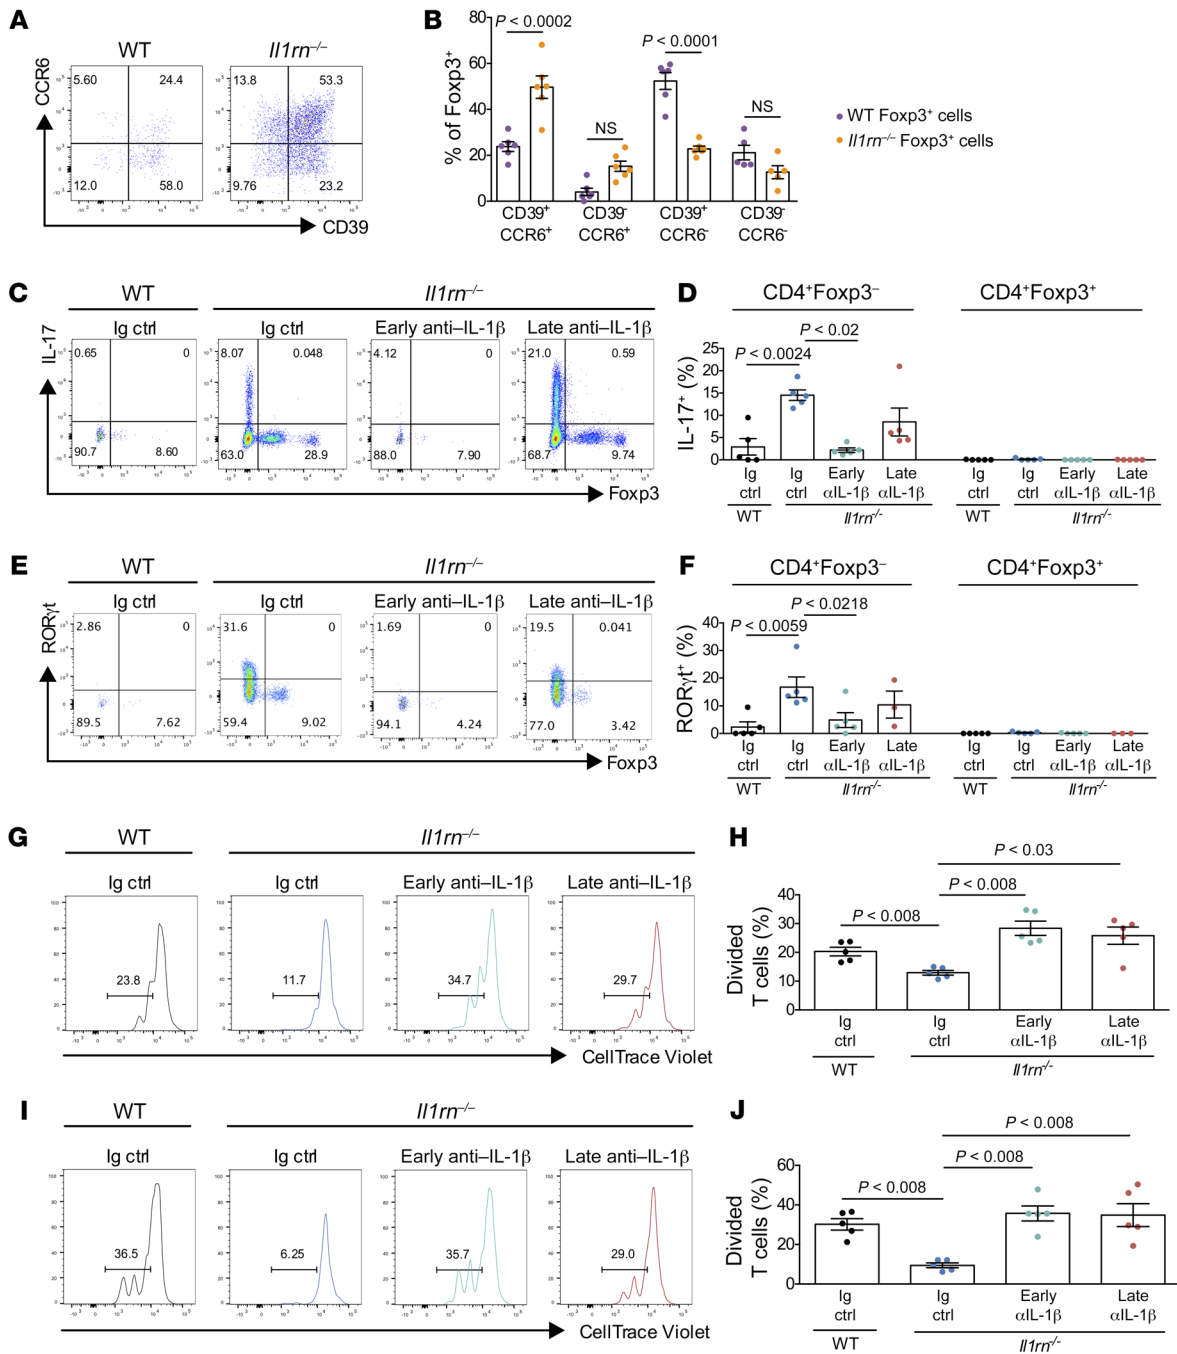 A
WT
Il1rn–/–
CCR6
5.60
24.4
12.0
58.0
13.8
53.3
9.76
23.2
CD39
B
% of Foxp3+
80
60
40
20
0
P < 0.0002
NS
P < 0.0001
NS
CD39+ CD39- CD39+ CD39-
CCR6+ CCR6+ CCR6- CCR6-
WT Foxp3+ cells
Il1rn–/– Foxp3+ cells
C
WT
Il1rn–/–
Ig ctrl
Ig ctrl
Early anti–IL-1β
Late anti–IL-1β
IL-17
0.65
0
90.7
8.60
8.07
0.048
63.0
28.9
4.12
0
88.0
7.90
21.0
0.59
68.7
9.74
Foxp3
D
CD4+Foxp3–
CD4+Foxp3+
IL-17+ (%)
25
20
15
10
5
0
P < 0.0024
P < 0.02
Ig ctrl
Ig ctrl
Early αIL-1β
Late αIL-1β
WT
Il1rn-/-
Ig ctrl
Ig ctrl
Early αIL-1β
Late αIL-1β
WT
Il1rn-/-
E
WT
Il1rn–/–
Ig ctrl
Ig ctrl
Early anti–IL-1β
Late anti–IL-1β
RORγt
2.86
0
89.5
7.62
31.6
0
59.4
9.02
1.69
0
94.1
4.24
19.5
0.041
77.0
3.42
Foxp3
F
CD4+Foxp3–
CD4+Foxp3+
RORγt+ (%)
40
30
20
10
0
P < 0.0059
P < 0.0218
Ig ctrl
Ig ctrl
Early αIL-1β
Late αIL-1β
WT
Il1rn-/-
Ig ctrl
Ig ctrl
Early αIL-1β
Late αIL-1β
WT
Il1rn-/-
G
WT
Il1rn–/–
Ig ctrl
Ig ctrl
Early anti–IL-1β
Late anti–IL-1β
23.8
11.7
34.7
29.7
CellTrace Violet
H
Divided
T cells (%)
40
30
20
10
0
P < 0.008
P < 0.008
P < 0.03
Ig ctrl
Ig ctrl
Early αIL-1β
Late αIL-1β
WT
Il1rn-/-
I
WT
Il1rn–/–
Ig ctrl
Ig ctrl
Early anti–IL-1β
Late anti–IL-1β
36.5
6.25
35.7
29.0
CellTrace Violet
J
Divided
T cells (%)
60
40
20
0
P < 0.008
P < 0.008
P < 0.008
Ig ctrl
Ig ctrl
Early αIL-1β
Late αIL-1β
WT
Il1rn-/-